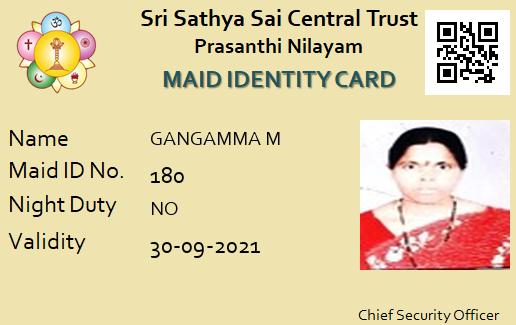 Sri Sathya Sai Central Trust
Prasanthi Nilayam
MAID IDENTITY CARD
Name GANGAMMA M
Maid ID No. 180
Night Duty NO
Validity 30-09-2021
Chief Security Officer